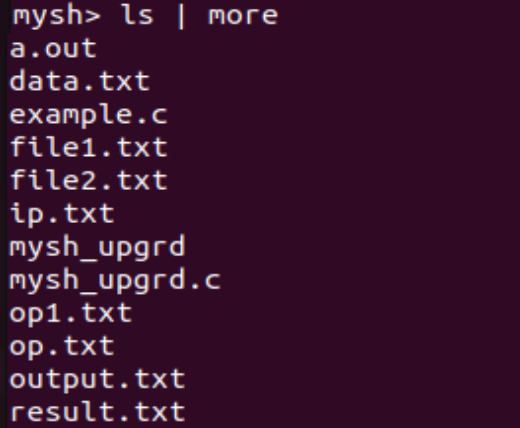 mysh> ls | more
a.out
data.txt
example.c
file1.txt
file2.txt
ip.txt
mysh_upgrd
mysh_upgrd.c
op1.txt
op.txt
output.txt
result.txt